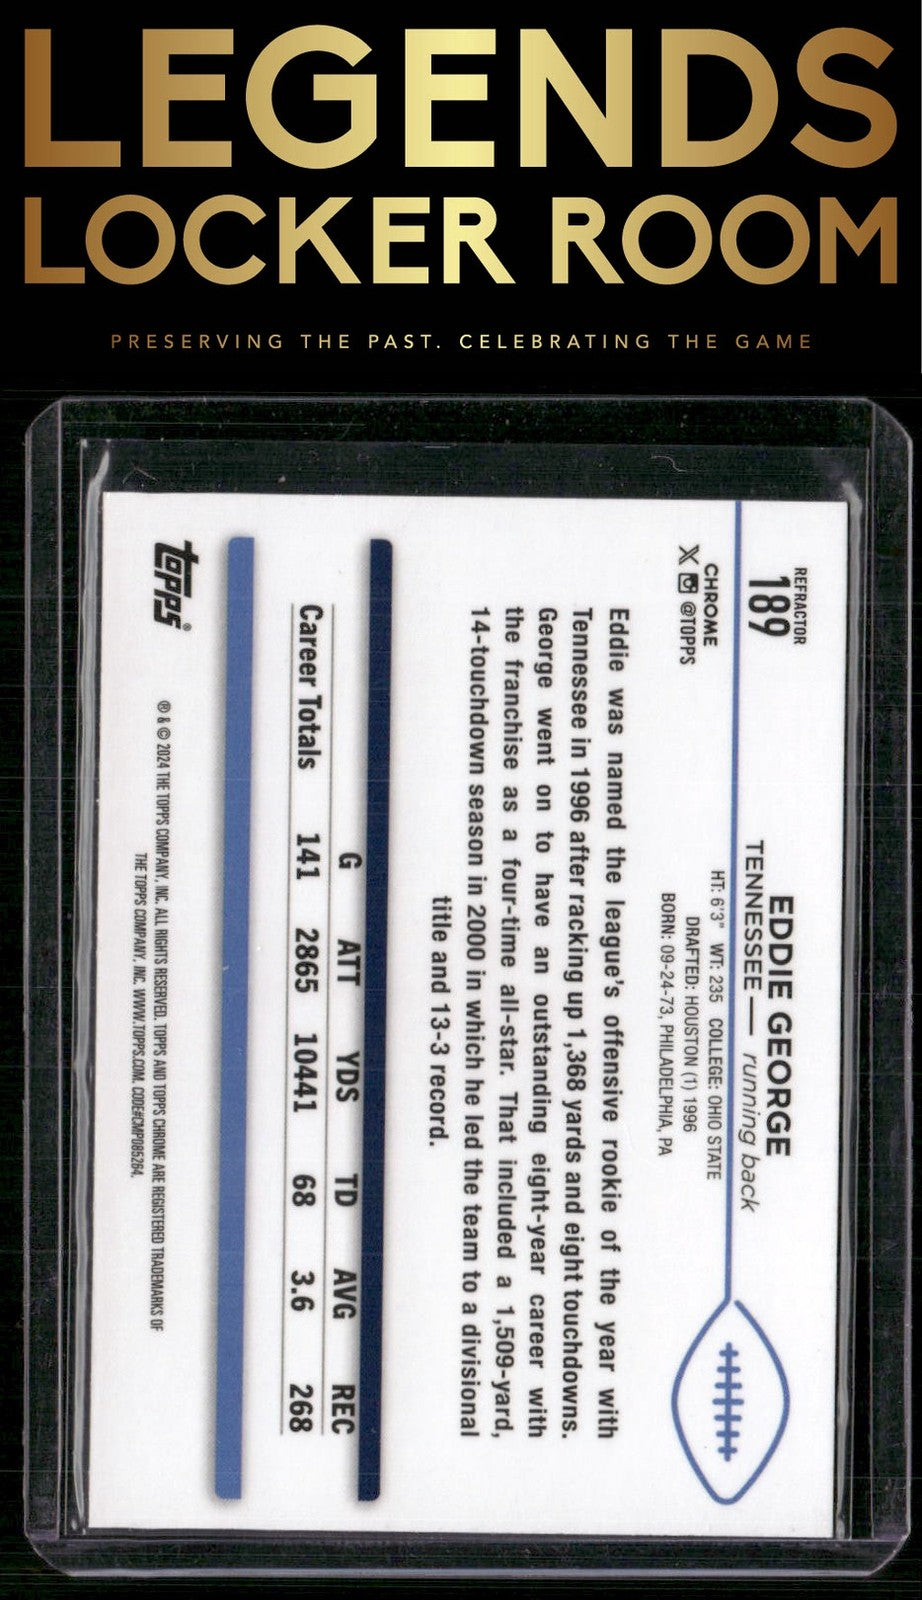 LEGENDS
LOCKER ROOM
PRESERVING THE PAST. CELEBRATING THE GAME
REFRACTOR
189
EDDIE GEORGE
TENNESSEE — running back
HT: 6'3" WT: 235 COLLEGE: OHIO STATE
DRAFTED: HOUSTON (1) 1996
BORN: 09-24-73, PHILADELPHIA, PA
CHROME
X @TOPPS
Eddie was named the league's offensive rookie of the year with
Tennessee in 1996 after racking up 1,368 yards and eight touchdowns.
George went on to have an outstanding eight-year career with
the franchise as a four-time all-star. That included a 1,509-yard,
14-touchdown season in 2000 in which he led the team to a divisional
title and 13-3 record.
G ATT YDS TD AVG REC
Career Totals 141 2865 10441 68 3.6 268
topps®
® & © 2024 THE TOPPS COMPANY, INC. ALL RIGHTS RESERVED. TOPPS AND TOPPS CHROME ARE REGISTERED TRADEMARKS OF
THE TOPPS COMPANY, INC. WWW.TOPPS.COM. CODE#CMP085264.